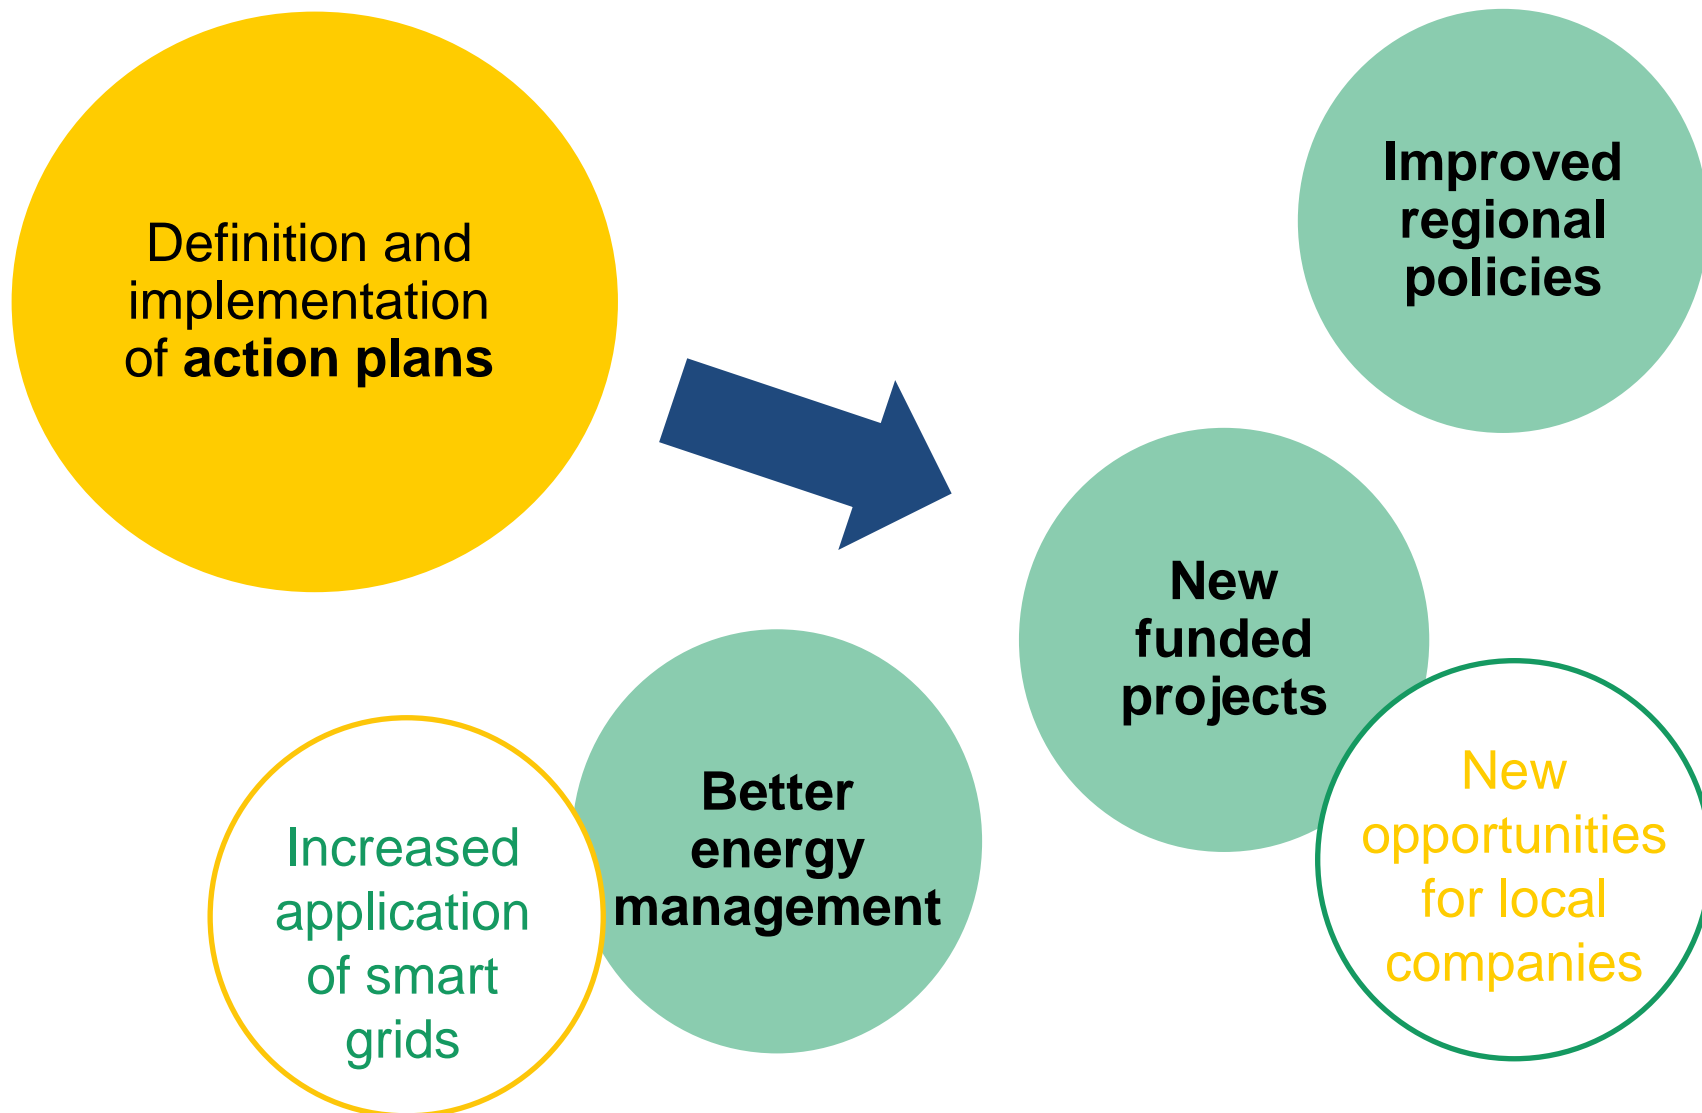 Definition and
implementation
of action plans
Improved
regional
policies
New
funded
projects
Better
energy
management
Increased
application
of smart
grids
New
opportunities
for local
companies